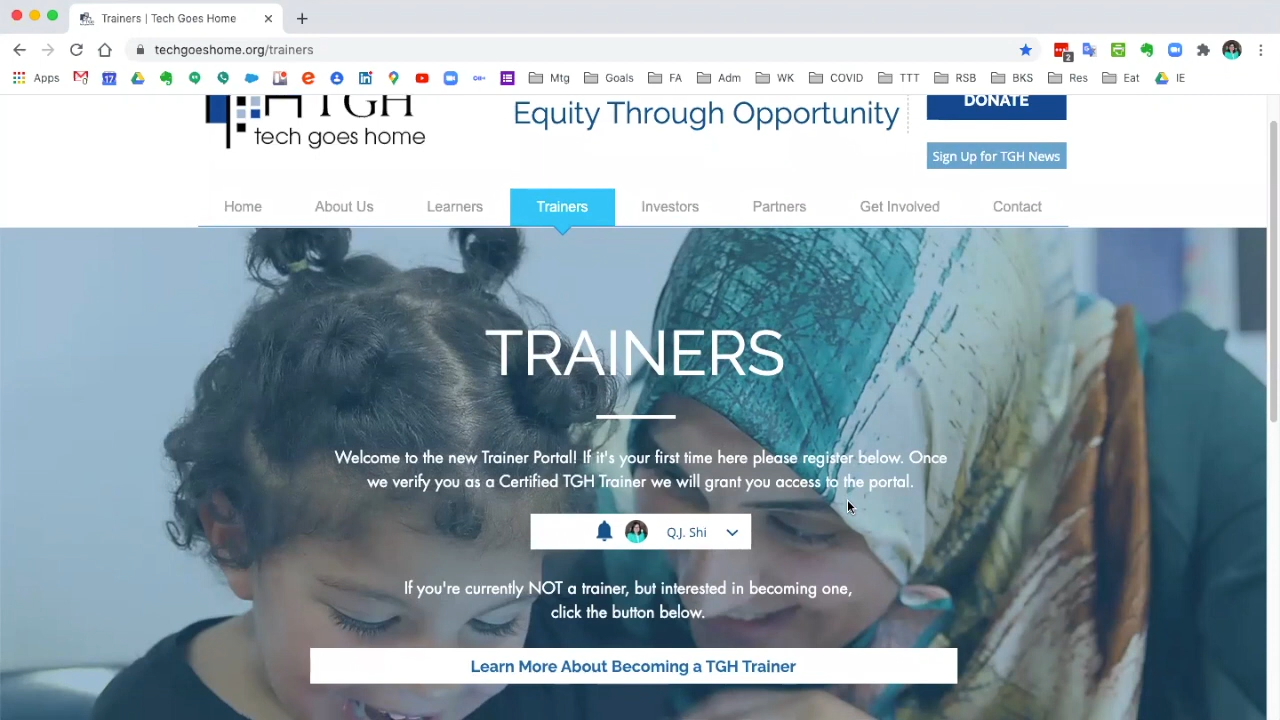 Trainers | Tech Goes Home
techgoeshome.org/trainers
2
Apps
17
Mtg
Goals
FA
Adm
WK
COVID
TTT
RSB
BKS
Res
Eat
IE
TGH
tech goes home
Equity Through Opportunity
DONATE
Sign Up for TGH News
Home
About Us
Learners
Trainers
Investors
Partners
Get Involved
Contact
TRAINERS
Welcome to the new Trainer Portal! If it's your first time here please register below. Once
we verify you as a Certified TGH Trainer we will grant you access to the portal.
Q.J. Shi
If you're currently NOT a trainer, but interested in becoming one,
click the button below.
Learn More About Becoming a TGH Trainer